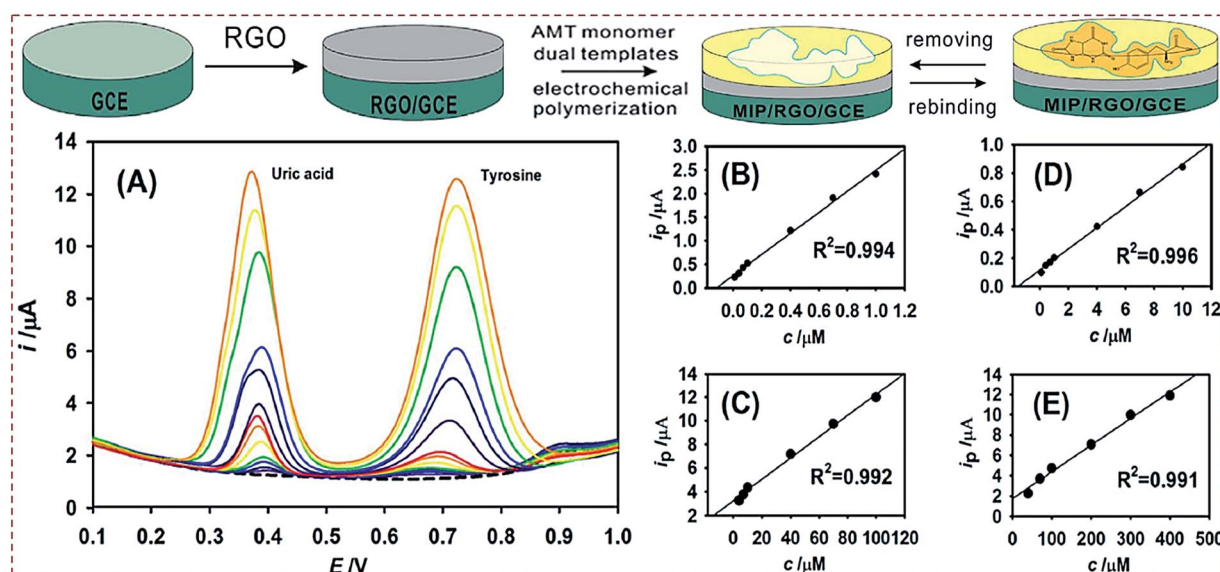 RGO
GCE
RGO/GCE
AMT monomer
dual templates
electrochemical
polymerization
MIP/RGO/GCE
removing
rebinding
MIP/RGO/GCE
(A)
Uric acid
Tyrosine
i /μA
14
12
10
8
6
4
2
0
0.1 0.2 0.3 0.4 0.5 0.6 0.7 0.8 0.9 1.0
E /V
(B)
ip /μA
3.0
2.5
2.0
1.5
1.0
0.5
0.0
R²=0.994
0.0 0.2 0.4 0.6 0.8 1.0 1.2
c /μM
(D)
ip /μA
1.0
0.8
0.6
0.4
0.2
0.0
R²=0.996
0 2 4 6 8 10 12
c /μM
(C)
ip /μA
14
12
10
8
6
4
2
R²=0.992
0 20 40 60 80 100 120
c /μM
(E)
ip /μA
14
12
10
8
6
4
2
0
R²=0.991
0 100 200 300 400 500
c /μM